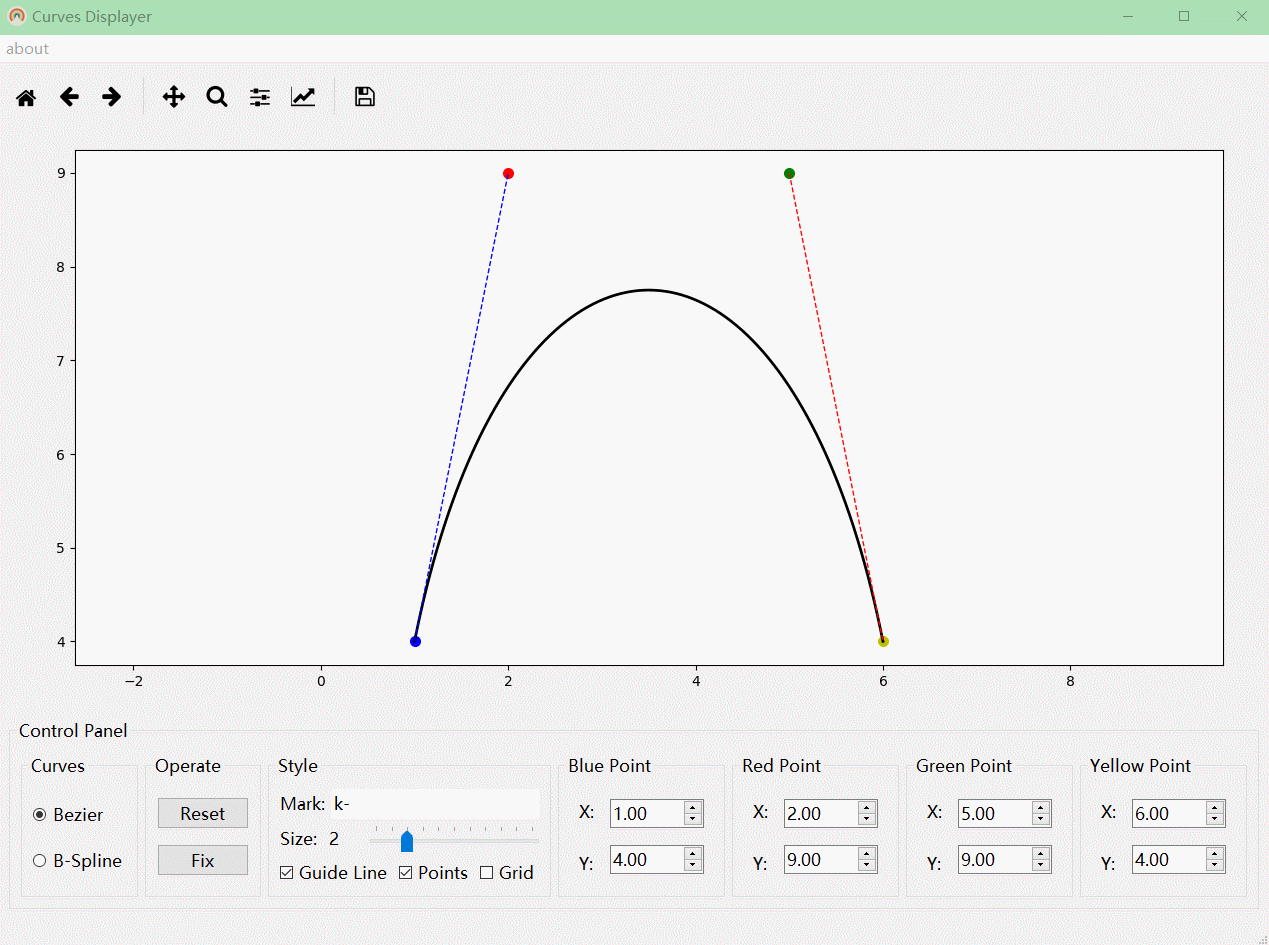 Curves Displayer
about
9
8
7
6
5
4
−2 0 2 4 6 8
Control Panel
Curves Operate Style Blue Point Red Point Green Point Yellow Point
Mark: k-
Bezier Reset X: 1.00 X: 2.00 X: 5.00 X: 6.00
Size: 2
B-Spline Fix Y: 4.00 Y: 9.00 Y: 9.00 Y: 4.00
Guide Line Points Grid